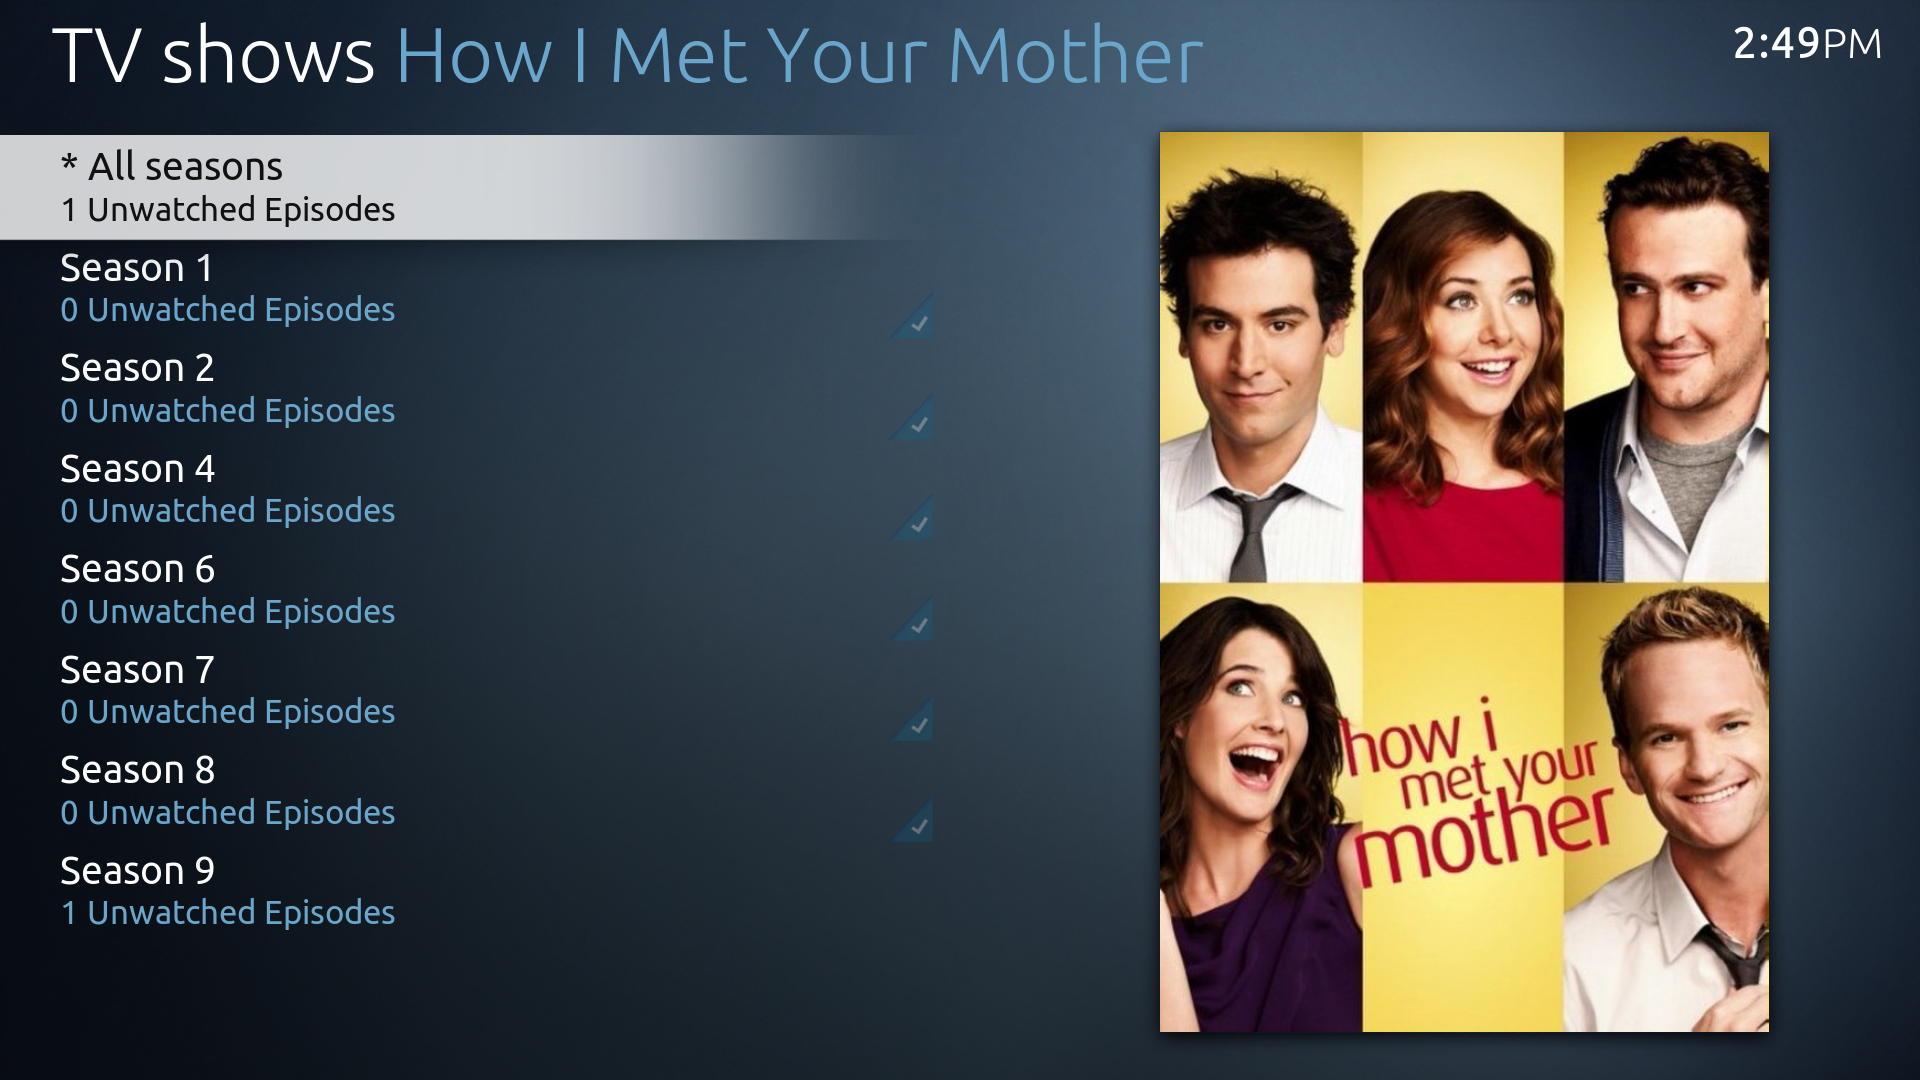 TV shows How I Met Your Mother
2:49PM
* All seasons
1 Unwatched Episodes
Season 1
0 Unwatched Episodes
Season 2
0 Unwatched Episodes
Season 4
0 Unwatched Episodes
Season 6
0 Unwatched Episodes
Season 7
0 Unwatched Episodes
Season 8
0 Unwatched Episodes
Season 9
1 Unwatched Episodes
how i
met your
mother